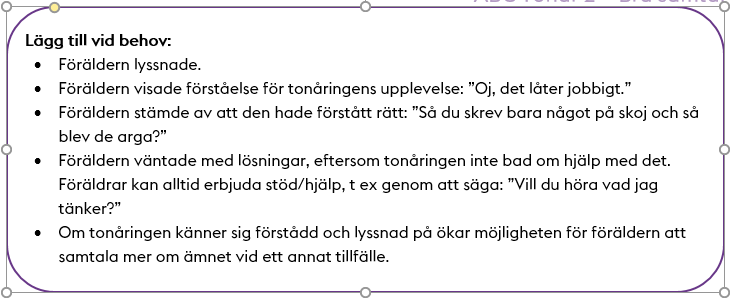 Lägg till vid behov:
• Föräldern lyssnade.
• Föräldern visade förståelse för tonåringens upplevelse: ”Oj, det låter jobbigt.”
• Föräldern stämde av att den hade förstått rätt: ”Så du skrev bara något på skoj och så
blev de arga?”
• Föräldern väntade med lösningar, eftersom tonåringen inte bad om hjälp med det.
Föräldrar kan alltid erbjuda stöd/hjälp, t ex genom att säga: ”Vill du höra vad jag
tänker?”
• Om tonåringen känner sig förstådd och lyssnad på ökar möjligheten för föräldern att
samtala mer om ämnet vid ett annat tillfälle.